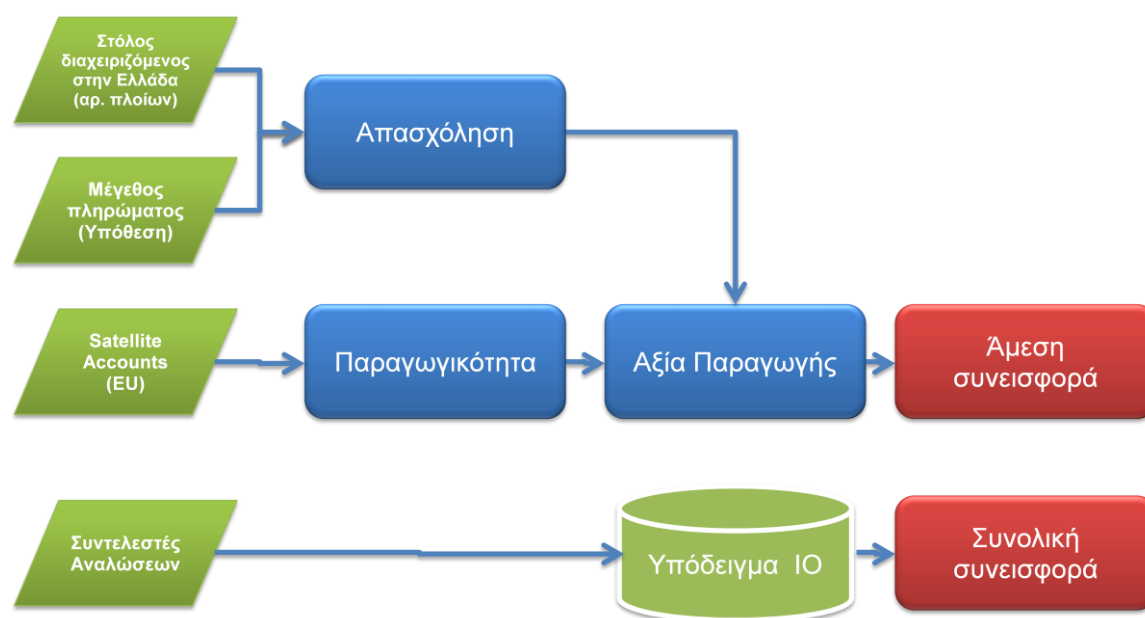 Στόλος
διαχειριζόμενος
στην Ελλάδα
(αρ. πλοίων)
Απασχόληση
Μέγεθος
πληρώματος
(Υπόθεση)
Satellite
Accounts
(EU)
Παραγωγικότητα
Αξία Παραγωγής
Άμεση
συνεισφορά
Συντελεστές
Αναλώσεων
Υπόδειγμα ΙΟ
Συνολική
συνεισφορά